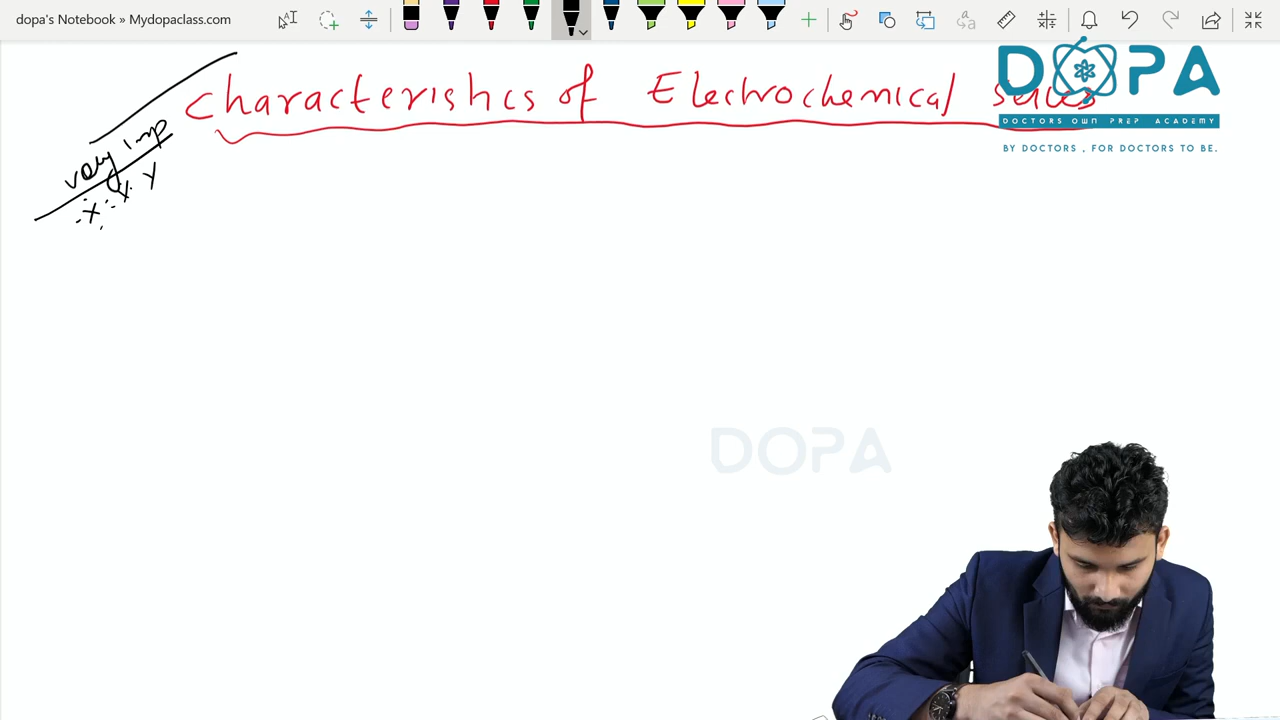 dopa's Notebook » Mydopaclass.com
Characteristics of Electrochemical Series
very imp
DOPA
DOCTORS OWN PREP ACADEMY
BY DOCTORS , FOR DOCTORS TO BE.
DOPA